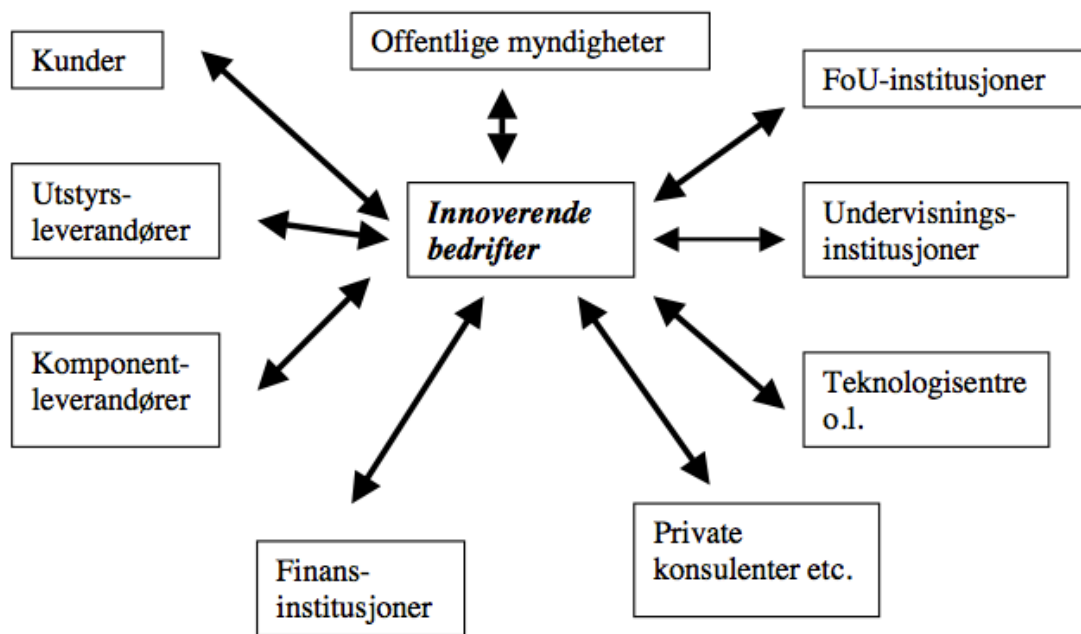 Offentlige myndigheter
Kunder
FoU-institusjoner
Utstyrs-
leverandører
Innoverende
bedrifter
Undervisnings-
institusjoner
Komponent-
leverandører
Teknologisentre
o.l.
Finans-
institusjoner
Private
konsulenter etc.